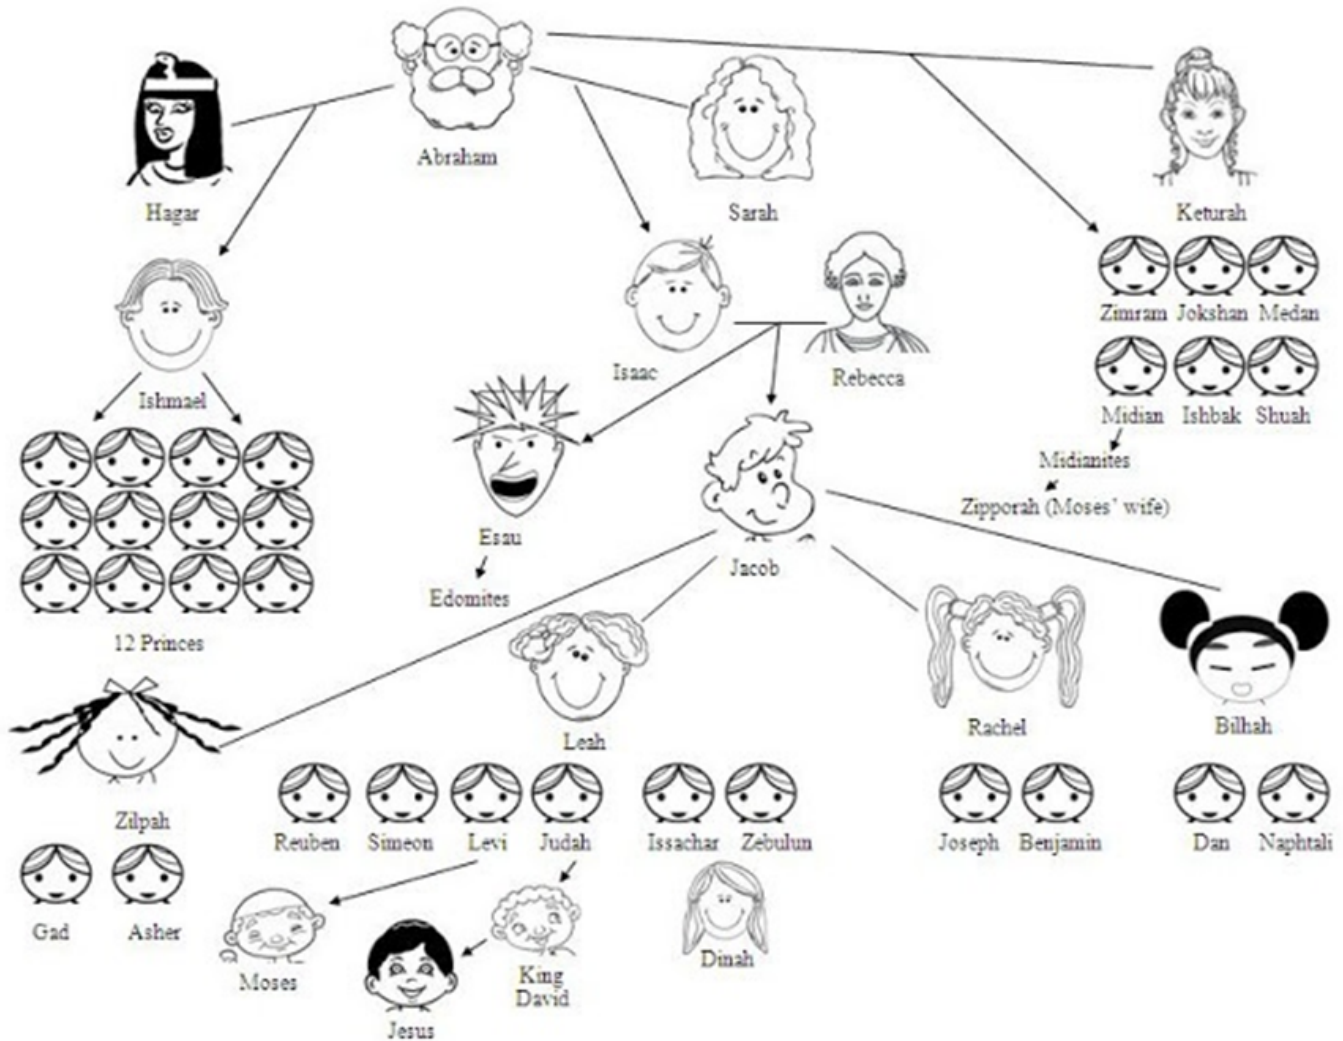 Abraham
Hagar
Sarah
Keturah
Zimram Jokshan Medan
Isaac
Rebecca
Ishmael
Midian Ishbak Shuah
Midianites
Zipporah (Moses' wife)
Esau
Jacob
Edomites
12 Princes
Leah
Rachel
Bilhah
Zilpah
Reuben Simeon Levi Judah Issachar Zebulun
Joseph Benjamin
Dan Naphtali
Gad Asher
Moses
King
David
Dinah
Jesus